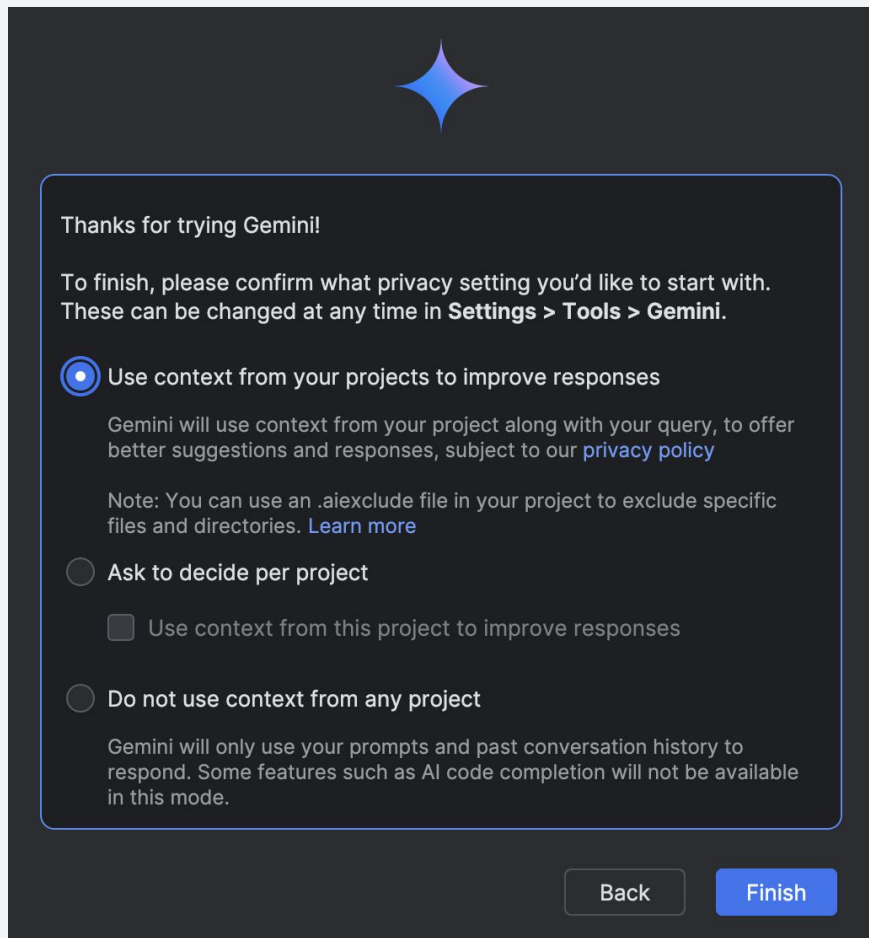 Thanks for trying Gemini!
To finish, please confirm what privacy setting you’d like to start with.
These can be changed at any time in Settings > Tools > Gemini.
Use context from your projects to improve responses
Gemini will use context from your project along with your query, to offer
better suggestions and responses, subject to our privacy policy
Note: You can use an .aiexclude file in your project to exclude specific
files and directories. Learn more
Ask to decide per project
Use context from this project to improve responses
Do not use context from any project
Gemini will only use your prompts and past conversation history to
respond. Some features such as AI code completion will not be available
in this mode.
Back
Finish